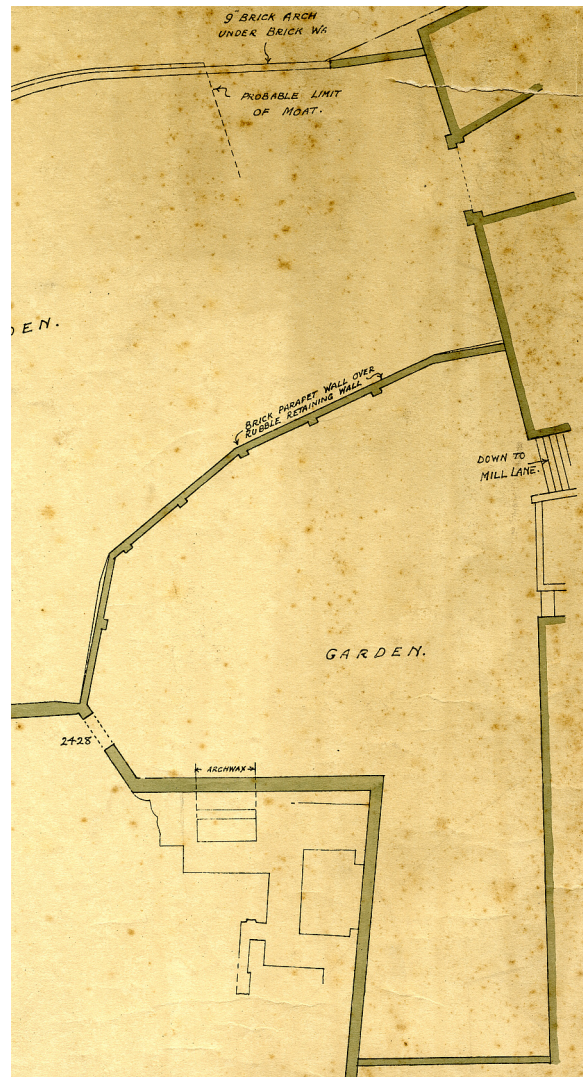 9" BRICK ARCH
UNDER BRICK WG
PROBABLE LIMIT
OF MOAT.
DEN.
BRICK PARAPET WALL OVER
RUBBLE RETAINING WALL
DOWN TO
MILL LANE.
GARDEN.
2428
ARCHWAY